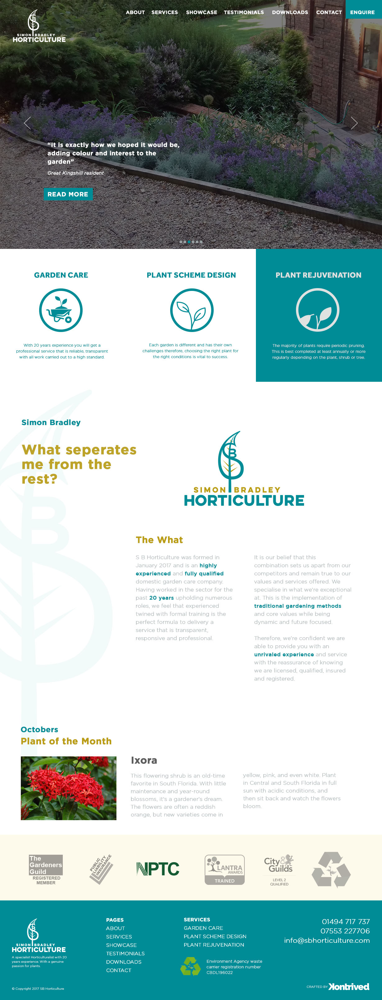 ABOUT SERVICES SHOWCASE TESTIMONIALS DOWNLOADS CONTACT ENQUIRE
SB
SIMON BRADLEY
HORTICULTURE
“It is exactly how we hoped it would be,
adding colour and interest to the
garden”
Great Kingshill resident
READ MORE
GARDEN CARE
With 20 years experience you will get a
professional service that is reliable, transparent
with all work carried out to a high standard.
PLANT SCHEME DESIGN
Each garden is different and has their own
challenges therefore, choosing the right plant for
the right conditions is vital to success.
PLANT REJUVENATION
The majority of plants require periodic pruning.
This is best completed at least annually or more
regularly depending on the plant, shrub or tree.
Simon Bradley
What seperates
me from the
rest?
SB
SIMON BRADLEY
HORTICULTURE
The What
S B Horticulture was formed in
January 2017 and is an highly
experienced and fully qualified
domestic garden care company.
Having worked in the sector for the
past 20 years upholding numerous
roles, we feel that experienced
twined with formal training is the
perfect formula to delivery a
service that is transparent,
responsive and professional.
It is our belief that this
combination sets us apart from our
competitors and remain true to our
values and services offered. We
specialise in what we're exceptional
at. This is the implementation of
traditional gardening methods
and core values while being
dynamic and future focused.
Therefore, we're confident we are
able to provide you with an
unrivaled experience and service
with the reassurance of knowing
we are licensed, qualified, insured
and registered.
Octobers
Plant of the Month
Ixora
This flowering shrub is an old-time
favorite in South Florida. With little
maintenance and year-round
blossoms, it's a gardener's dream.
The flowers are often a reddish
orange, but new varieties come in
yellow, pink, and even white. Plant
in Central and South Florida in full
sun with acidic conditions, and
then sit back and watch the flowers
bloom.
The
Gardeners
Guild
REGISTERED
MEMBER
PUBLIC
LIABILITY
INSURANCE
NPTC
LANTRA
AWARDS
TRAINED
City &
Guilds
LEVEL 2
QUALIFIED
SB
SIMON BRADLEY
HORTICULTURE
A specialist Horticulturalist with 20
years experience. With a genuine
passion for plants.
© Copyright 2017 SB Horticulture
PAGES
ABOUT
SERVICES
SHOWCASE
TESTIMONIALS
DOWNLOADS
CONTACT
SERVICES
GARDEN CARE
PLANT SCHEME DESIGN
PLANT REJUVENATION
Environment Agency waste
carrier registration number
CBDL196022
01494 717 737
07553 227706
info@sbhorticulture.com
CRAFTED BY Kontrived